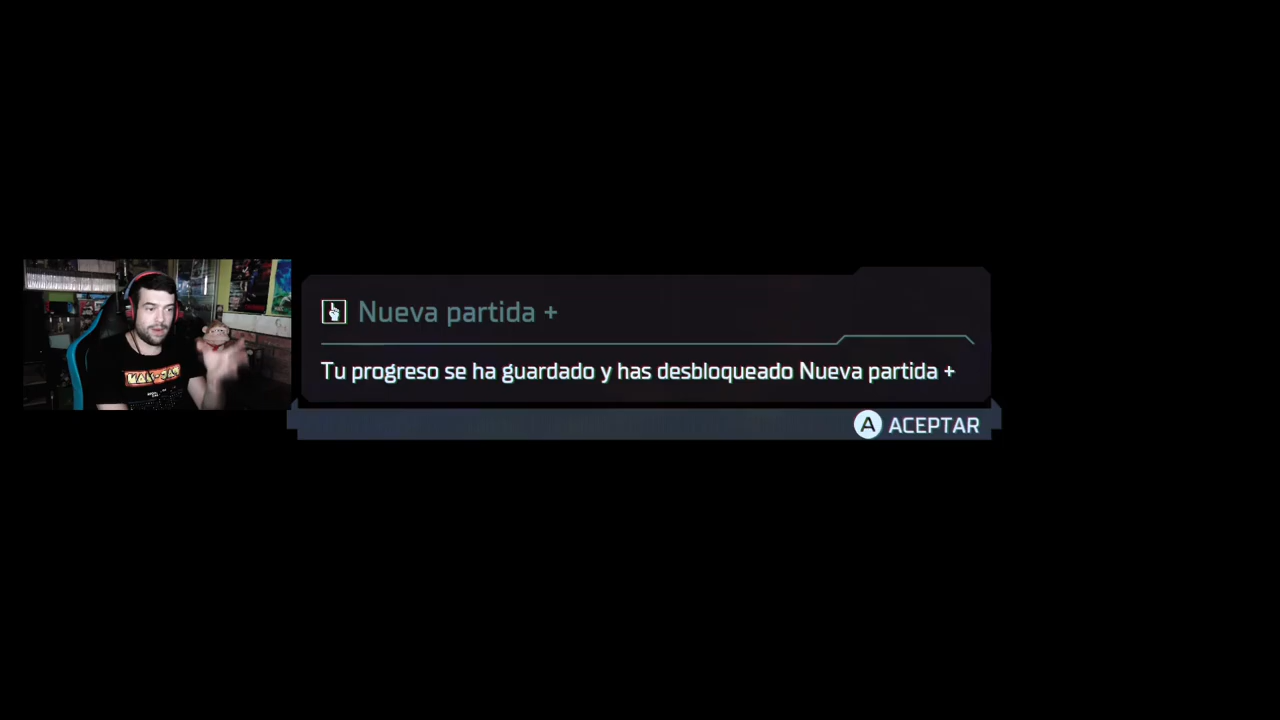 Nueva partida +
Tu progreso se ha guardado y has desbloqueado Nueva partida +
A ACEPTAR